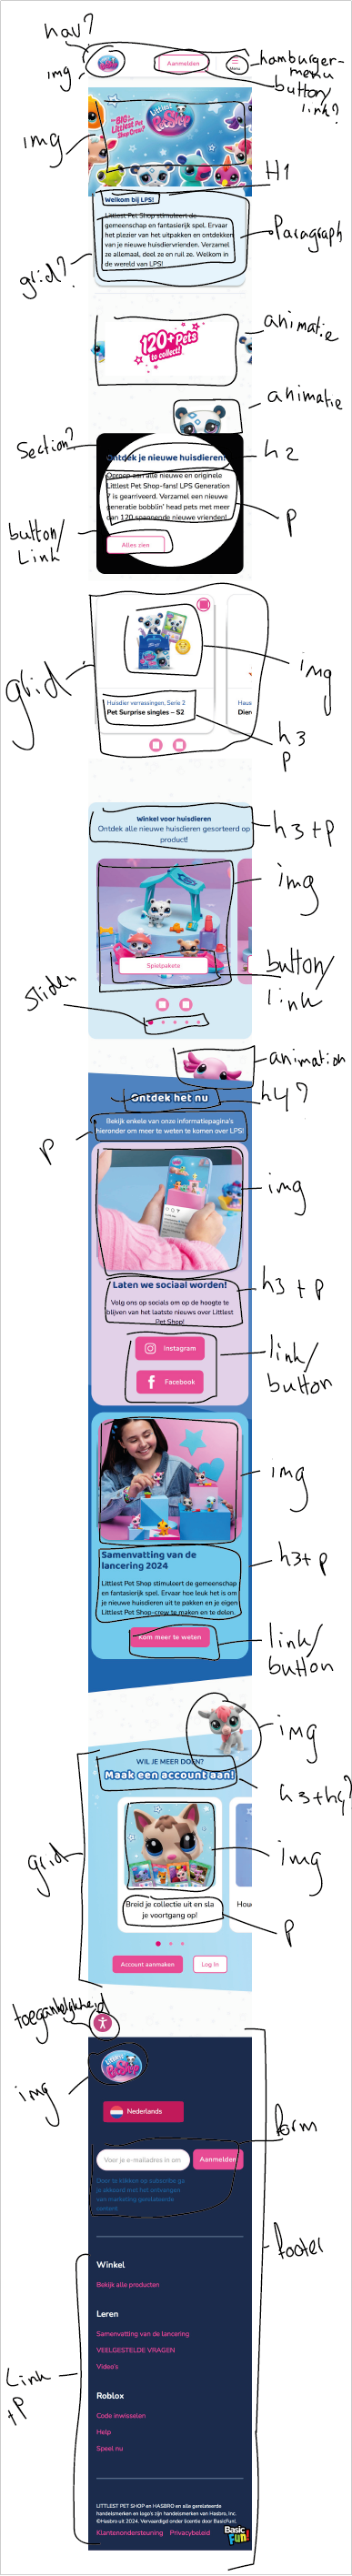 nav?
img
Aanmelden
Menu
hamburger-
menu
button/
link?
img
the BIG
Littlest Pet
Shop Crew?
Littlest
Pet Shop
H1
Welkom bij LPS!
Littlest Pet Shop stimuleert de
gemeenschap en fantasierijk spel. Ervaar
het plezier van het uitpakken en ontdekken
van je nieuwe huisdiervrienden. Verzamel
ze allemaal, deel ze en ruil ze. Welkom in
de wereld van LPS!
Paragraph
grid?
120+ Pets
to collect!
animatie
animatie
Section?
Ontdek je nieuwe huisdieren!
h2
Oproep aan alle nieuwe en originele
Littlest Pet Shop-fans! LPS Generation
7 is gearriveerd. Verzamel een nieuwe
generatie bobblin' head pets met meer
dan 120 spannende nieuwe vrienden!
p
button/
Link
Alles zien
grid
img
Huisdier verrassingen, Serie 2
Pet Surprise singles – S2
Haus
Dien
h3
p
Winkel voor huisdieren
Ontdek alle nieuwe huisdieren gesorteerd op
product!
h3+p
img
Spielpakete
button/
link
sliden
animation
Ontdek het nu
h4?
Bekijk enkele van onze informatiepagina's
hieronder om meer te weten te komen over LPS!
p
img
Laten we sociaal worden!
Volg ons op socials om op de hoogte te
blijven van het laatste nieuws over Littlest
Pet Shop!
h3 + p
Instagram
Facebook
link/
button
img
Samenvatting van de
lancering 2024
Littlest Pet Shop stimuleert de gemeenschap
en fantasierijk spel. Ervaar hoe leuk het is om
je nieuwe huisdieren uit te pakken en je eigen
Littlest Pet Shop-crew te maken en te delen.
h3+p
Kom meer te weten
link/
button
img
WIL JE MEER DOEN?
Maak een account aan!
h3+h4?
grid
img
Breid je collectie uit en sla
je voortgang op!
Houd
p
Account aanmaken
Log In
toegankelijkheid
img
Littlest
Pet Shop
Nederlands
form
Voer je e-mailadres in om
Aanmelden
Door te klikken op subscribe ga
je akkoord met het ontvangen
van marketing gerelateerde
content
footer
Winkel
Bekijk alle producten
Leren
Samenvatting van de lancering
VEELGESTELDE VRAGEN
Video's
Link
+P
Roblox
Code inwisselen
Help
Speel nu
LITTLEST PET SHOP en HASBRO en alle gerelateerde
handelsmerken en logo's zijn handelsmerken van Hasbro, Inc.
©Hasbro uit 2024. Vervaardigd onder licentie door BasicFun!.
Klantenondersteuning Privacybeleid
Basic
Fun!